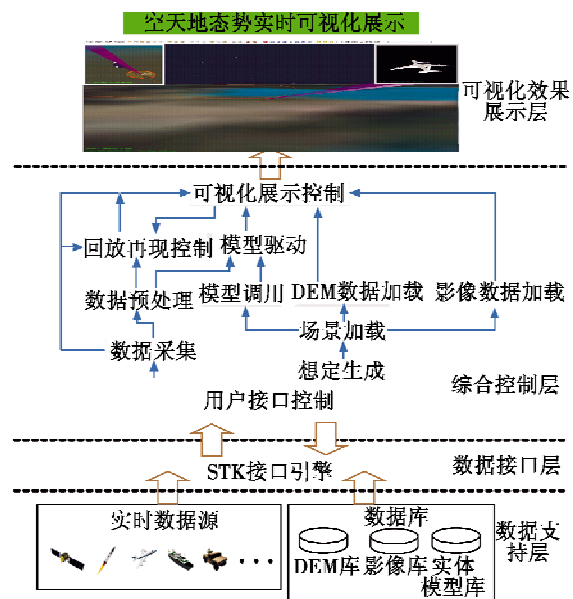 空天地态势实时可视化展示
可视化效果
展示层
可视化展示控制
回放再现控制
模型驱动
数据预处理
模型调用
DEM数据加载
影像数据加载
场景加载
数据采集
想定生成
用户接口控制
综合控制层
STK接口引擎
数据接口层
实时数据源
数据库
数据支
持层
DEM库
影像库
实体
模型库